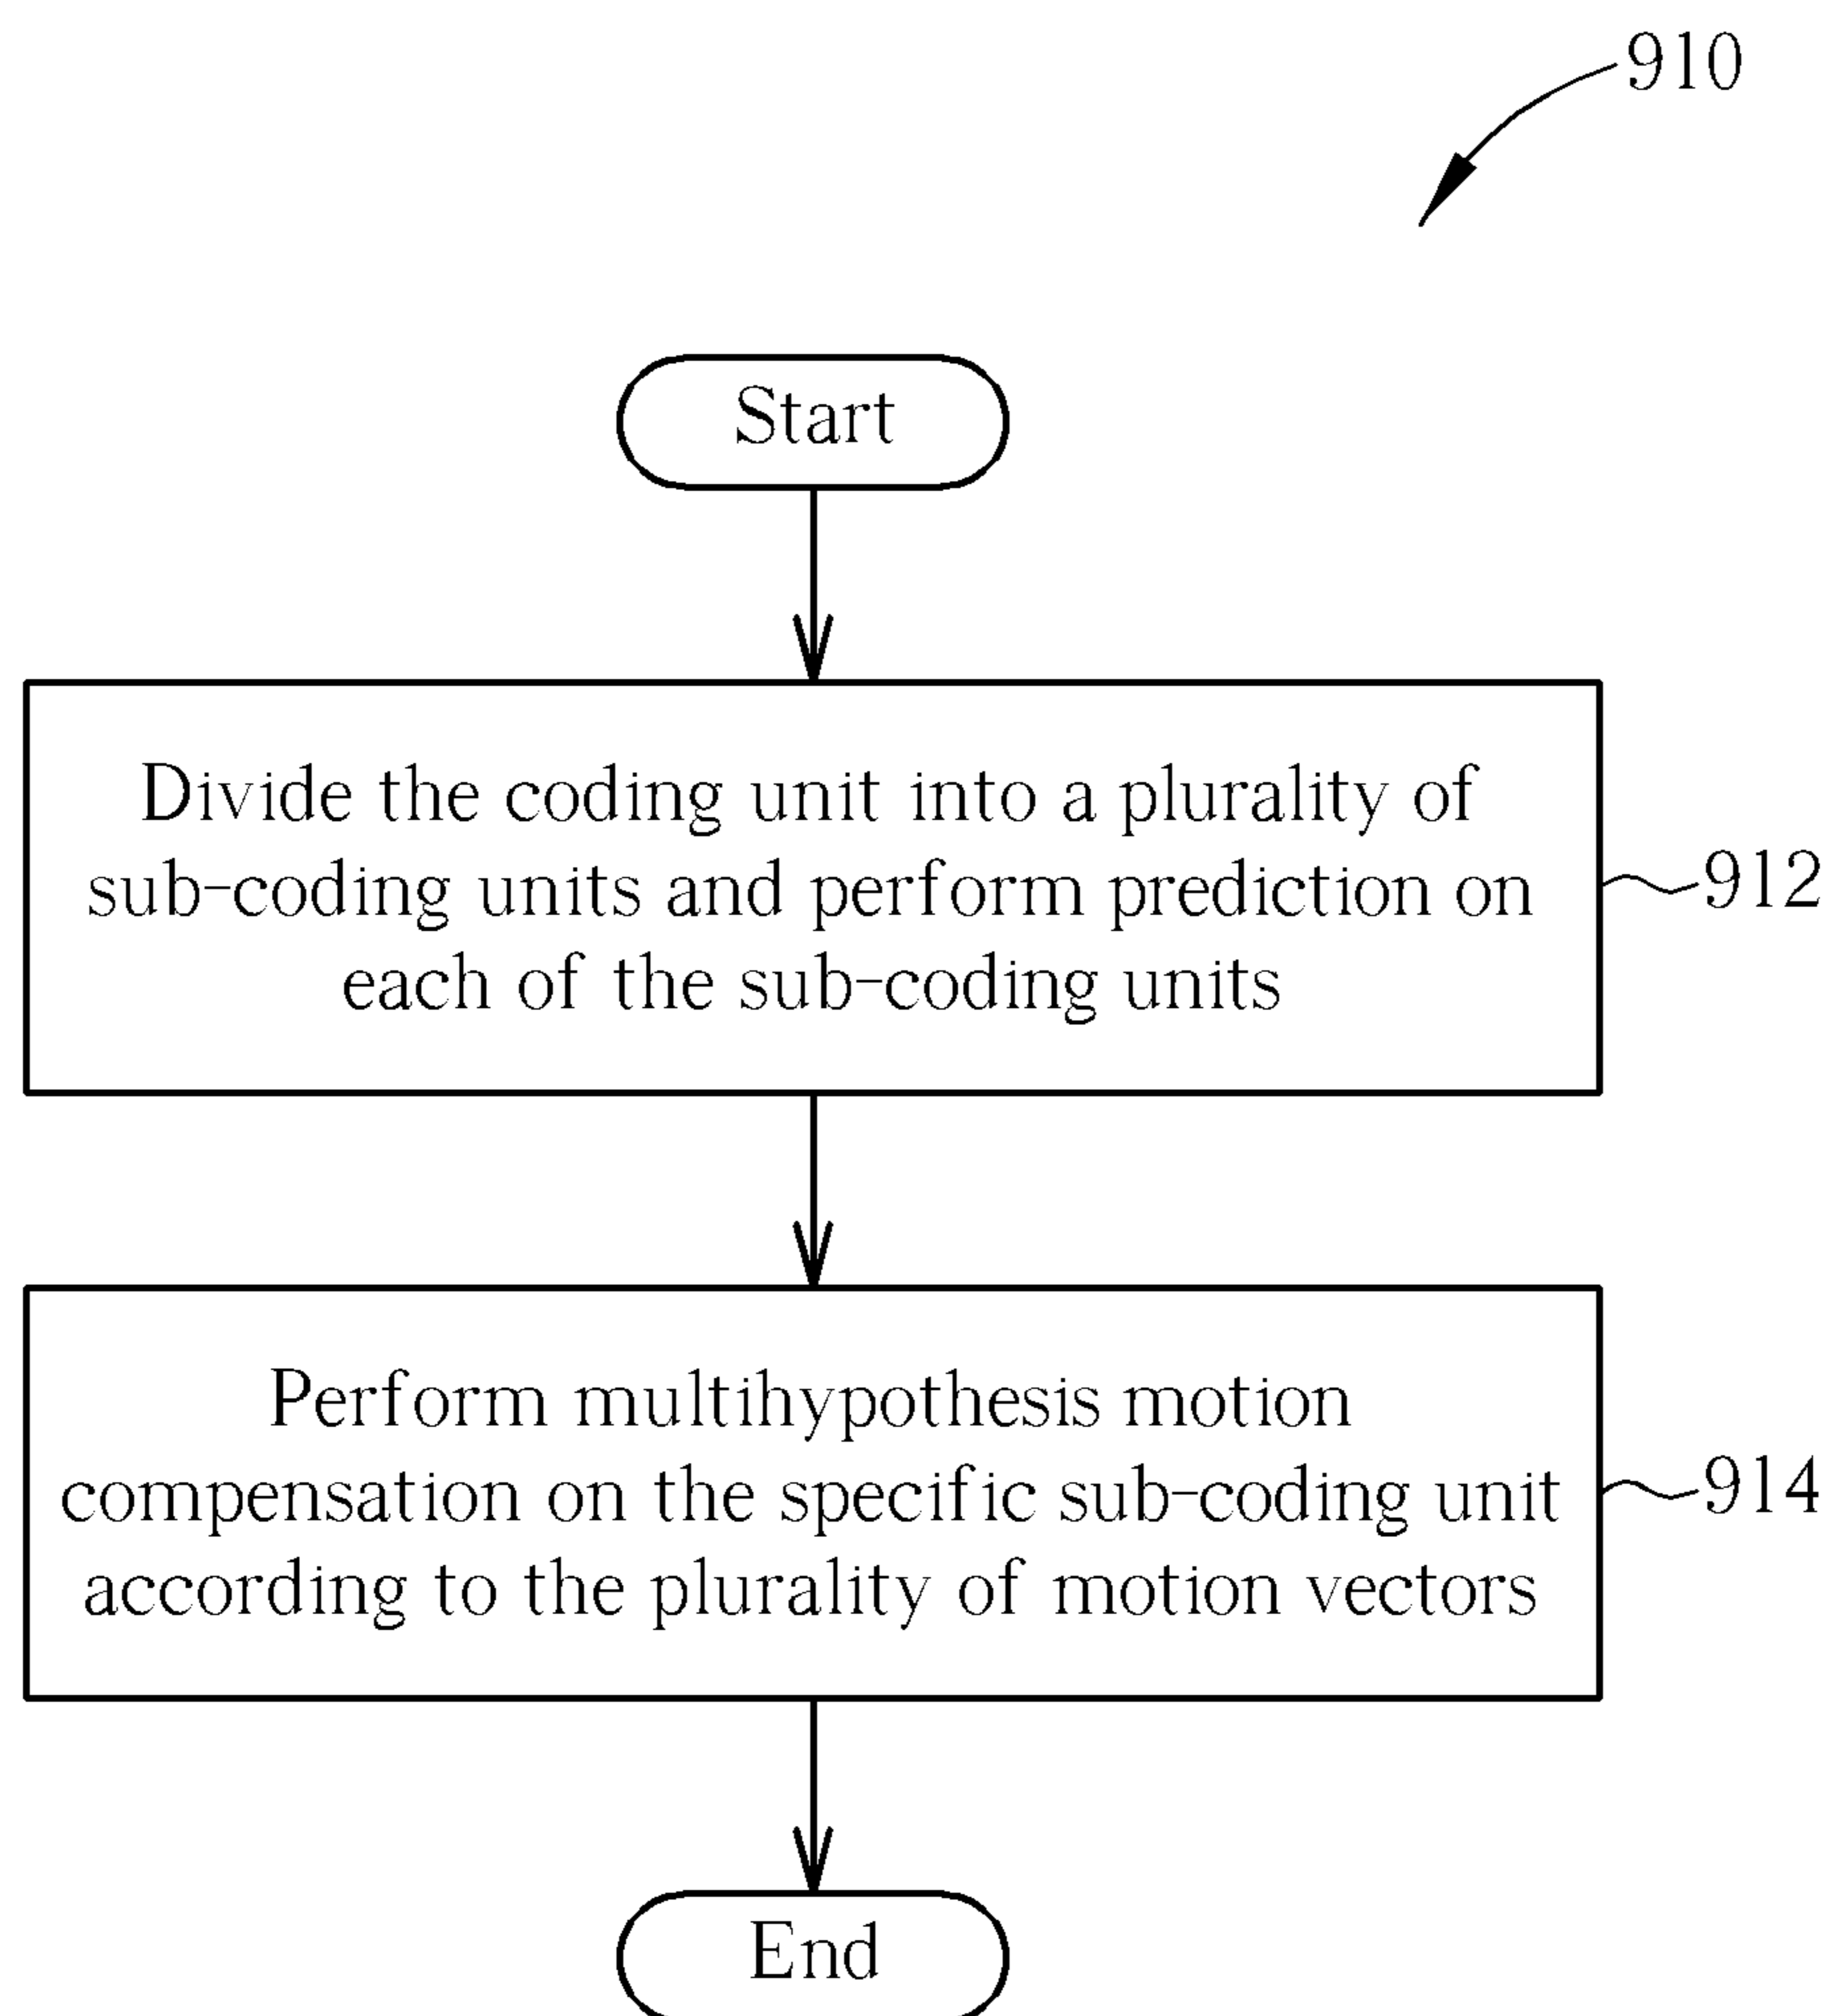 910
Start
Divide the coding unit into a plurality of
sub-coding units and perform prediction on
each of the sub-coding units
912
Perform multihypothesis motion
compensation on the specific sub-coding unit
according to the plurality of motion vectors
914
End